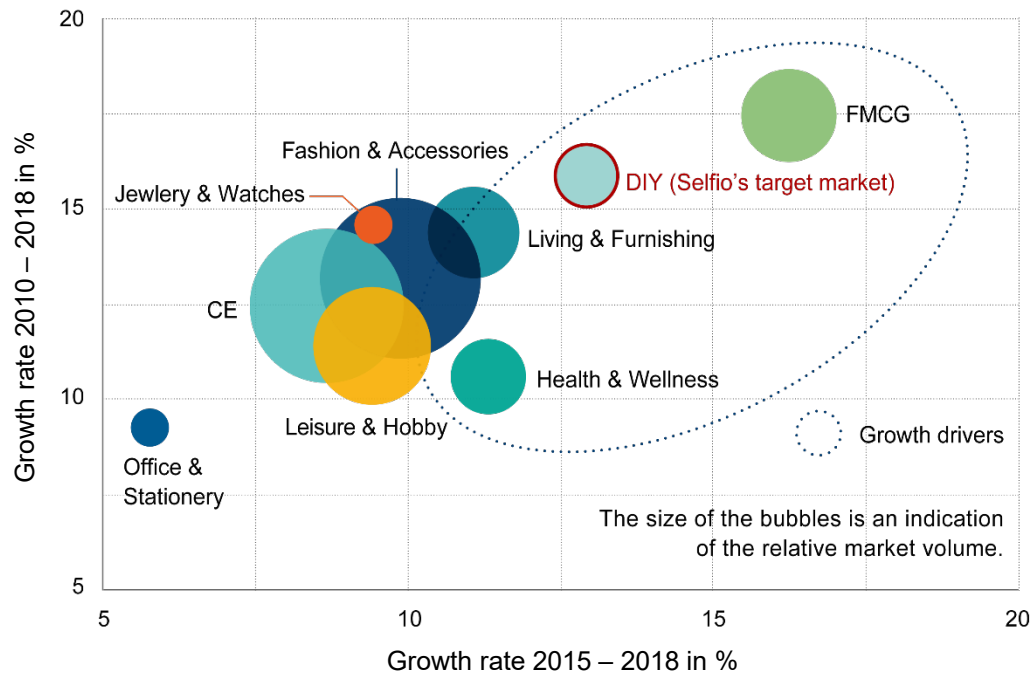 Growth rate 2010 – 2018 in %
20
15
10
5
Fashion & Accessories
Jewlery & Watches
FMCG
DIY (Selfio's target market)
Living & Furnishing
CE
Health & Wellness
Leisure & Hobby
Growth drivers
Office &
Stationery
The size of the bubbles is an indication
of the relative market volume.
5
10
15
20
Growth rate 2015 – 2018 in %